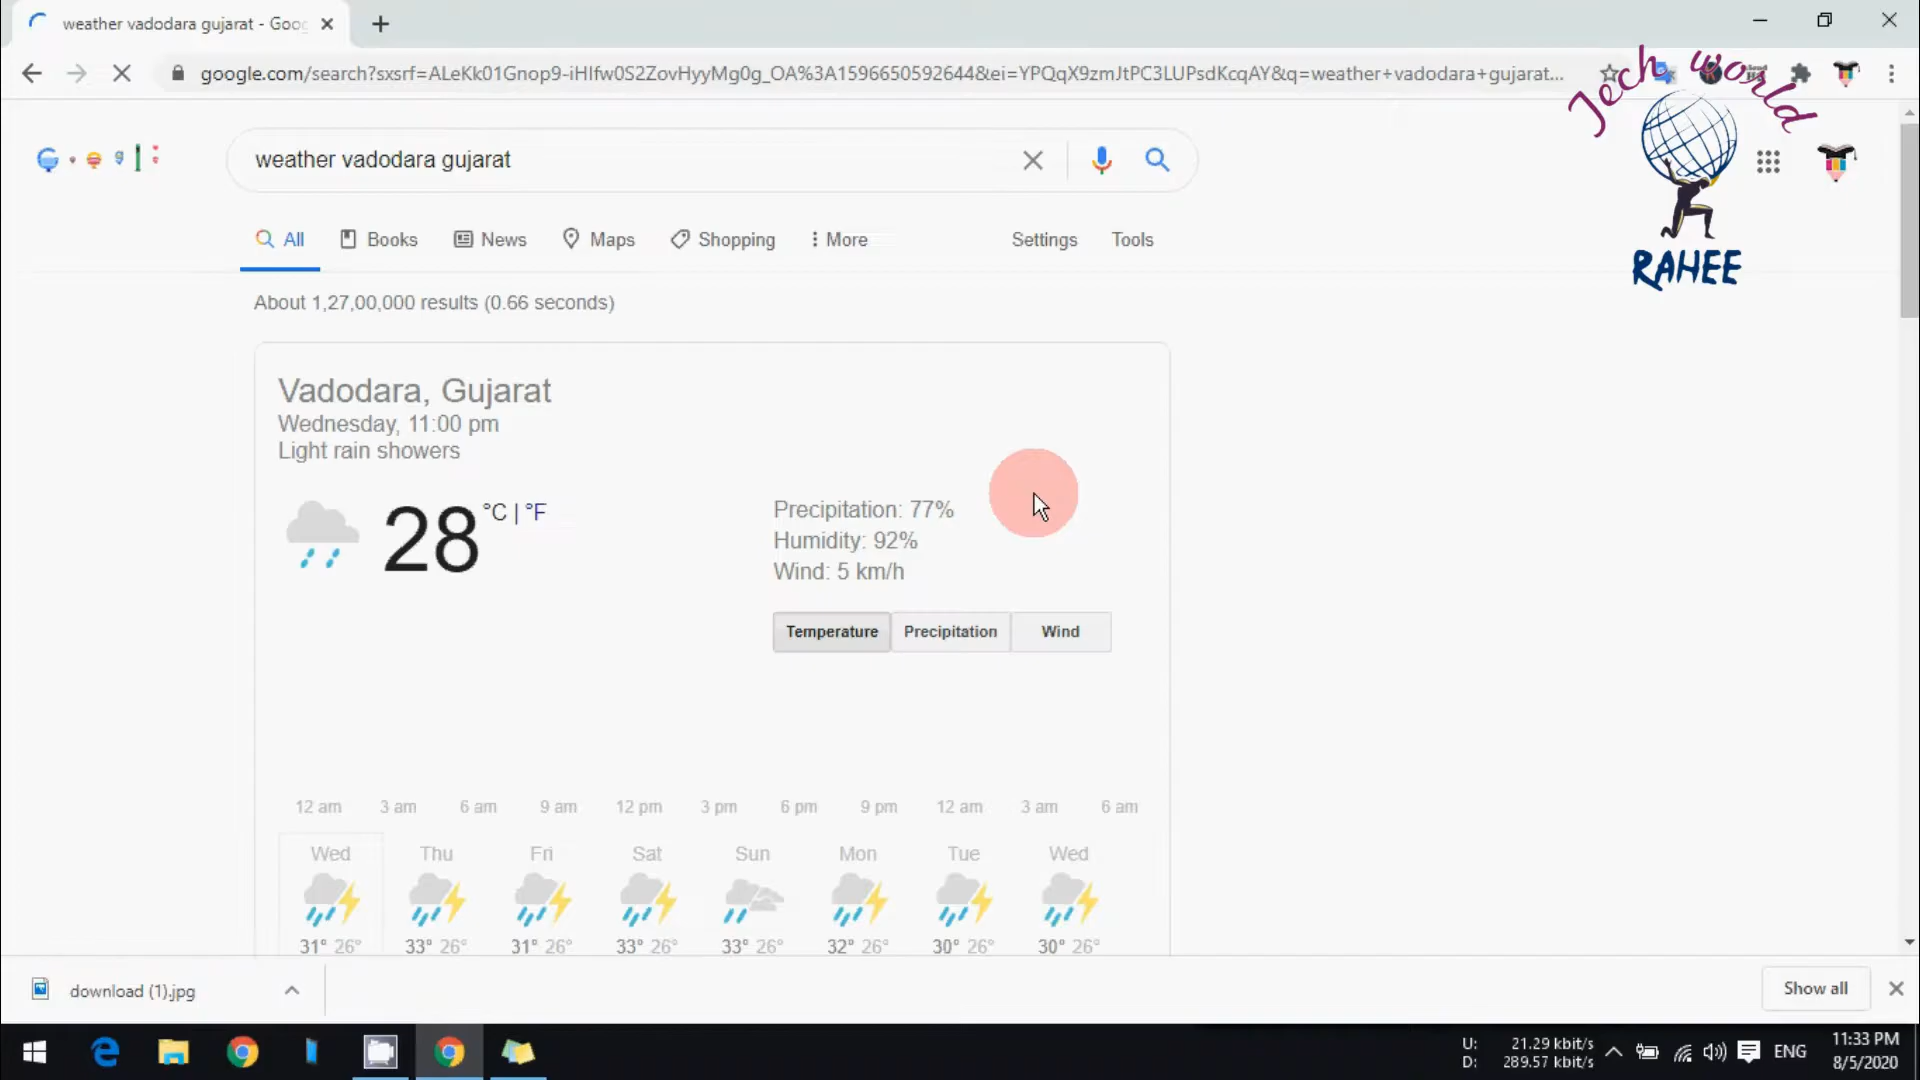 weather vadodara gujarat - Goo
google.com/search?sxsrf=ALeKk01Gnop9-iHIfw0S2ZovHyyMg0g_OA%3A1596650592644&ei=YPQqX9zmJtPC3LUPsdKcqAY&q=weather+vadodara+gujarat...
Tech world
RAHEE
weather vadodara gujarat
All Books News Maps Shopping More Settings Tools
About 1,27,00,000 results (0.66 seconds)
Vadodara, Gujarat
Wednesday, 11:00 pm
Light rain showers
28 °C | °F
Precipitation: 77%
Humidity: 92%
Wind: 5 km/h
Temperature Precipitation Wind
12 am 3 am 6 am 9 am 12 pm 3 pm 6 pm 9 pm 12 am 3 am 6 am
Wed Thu Fri Sat Sun Mon Tue Wed
31° 26° 33° 26° 31° 26° 33° 26° 33° 26° 32° 26° 30° 26° 30° 26°
download (1).jpg
Show all
U: 21.29 kbit/s
D: 289.57 kbit/s
ENG
11:33 PM
8/5/2020